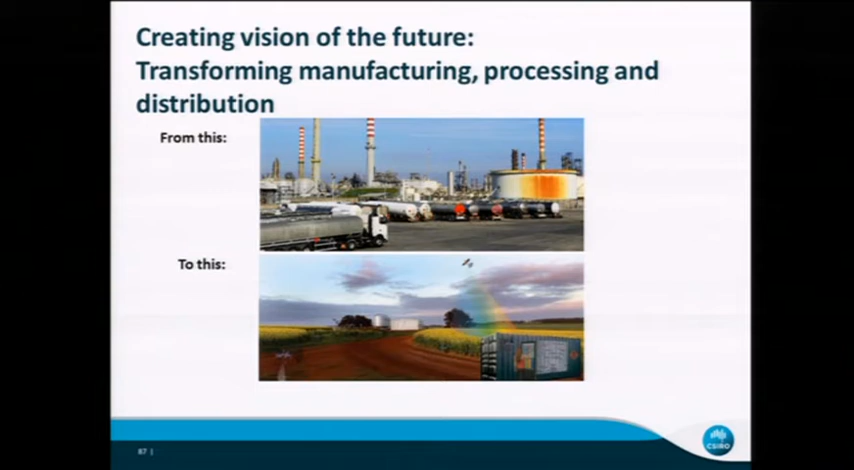 Creating vision of the future:
Transforming manufacturing, processing and
distribution
From this:
To this:
87 |
CSIRO